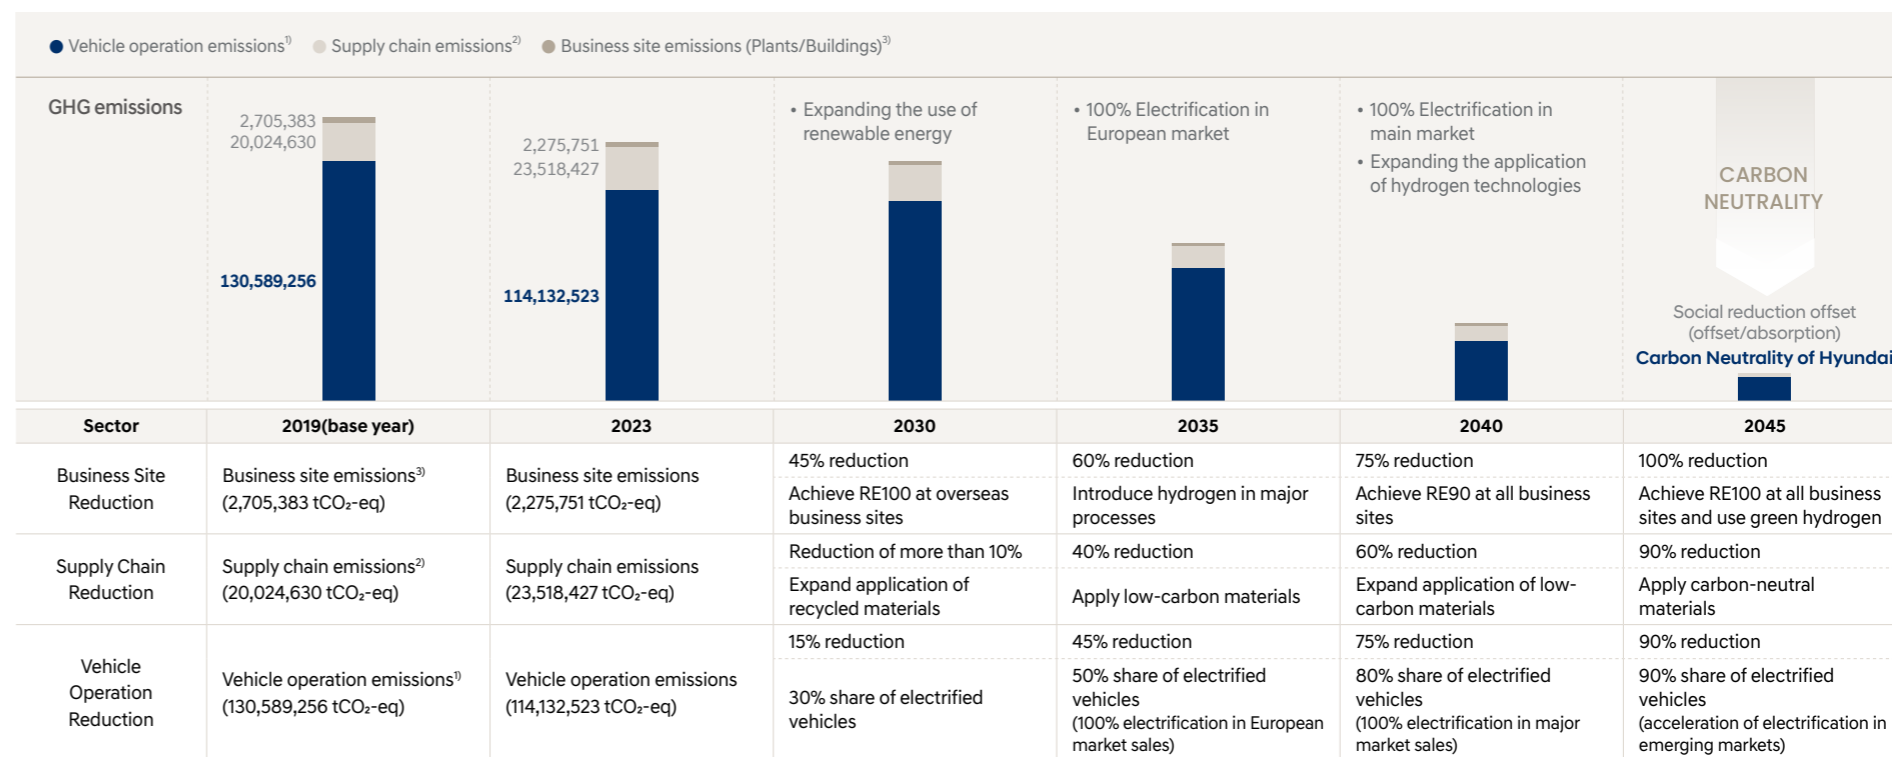 Vehicle operation emissions1) Supply chain emissions2) Business site emissions (Plants/Buildings)3)
GHG emissions
2,705,383
20,024,630
130,589,256
2,275,751
23,518,427
114,132,523
• Expanding the use of
renewable energy
• 100% Electrification in
European market
• 100% Electrification in
main market
• Expanding the application
of hydrogen technologies
CARBON
NEUTRALITY
Social reduction offset
(offset/absorption)
Carbon Neutrality of Hyundai
Sector 2019(base year) 2023 2030 2035 2040 2045
Business Site
Reduction
Business site emissions3)
(2,705,383 tCO₂-eq)
Business site emissions
(2,275,751 tCO₂-eq)
45% reduction
Achieve RE100 at overseas
business sites
60% reduction
Introduce hydrogen in major
processes
75% reduction
Achieve RE90 at all business
sites
100% reduction
Achieve RE100 at all business
sites and use green hydrogen
Supply Chain
Reduction
Supply chain emissions2)
(20,024,630 tCO₂-eq)
Supply chain emissions
(23,518,427 tCO₂-eq)
Reduction of more than 10%
Expand application of
recycled materials
40% reduction
Apply low-carbon materials
60% reduction
Expand application of low-
carbon materials
90% reduction
Apply carbon-neutral
materials
Vehicle
Operation
Reduction
Vehicle operation emissions1)
(130,589,256 tCO₂-eq)
Vehicle operation emissions
(114,132,523 tCO₂-eq)
15% reduction
30% share of electrified
vehicles
45% reduction
50% share of electrified
vehicles
(100% electrification in European
market sales)
75% reduction
80% share of electrified
vehicles
(100% electrification in major
market sales)
90% reduction
90% share of electrified
vehicles
(acceleration of electrification in
emerging markets)